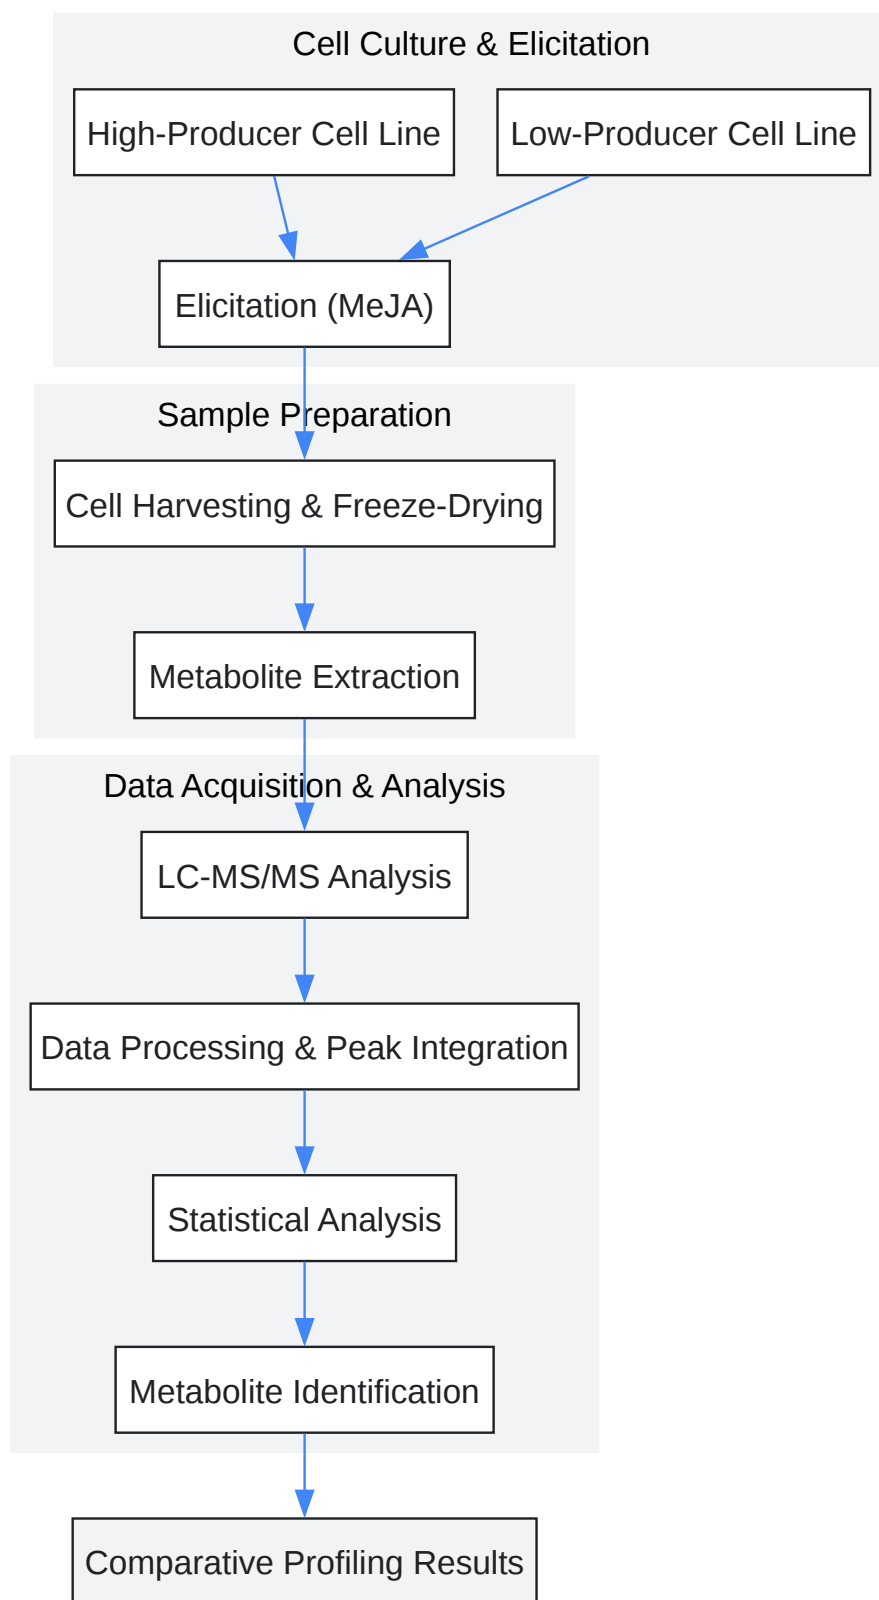 Cell Culture & Elicitation
High-Producer Cell Line
Low-Producer Cell Line
Elicitation (MeJA)
Sample Preparation
Cell Harvesting & Freeze-Drying
Metabolite Extraction
Data Acquisition & Analysis
LC-MS/MS Analysis
Data Processing & Peak Integration
Statistical Analysis
Metabolite Identification
Comparative Profiling Results